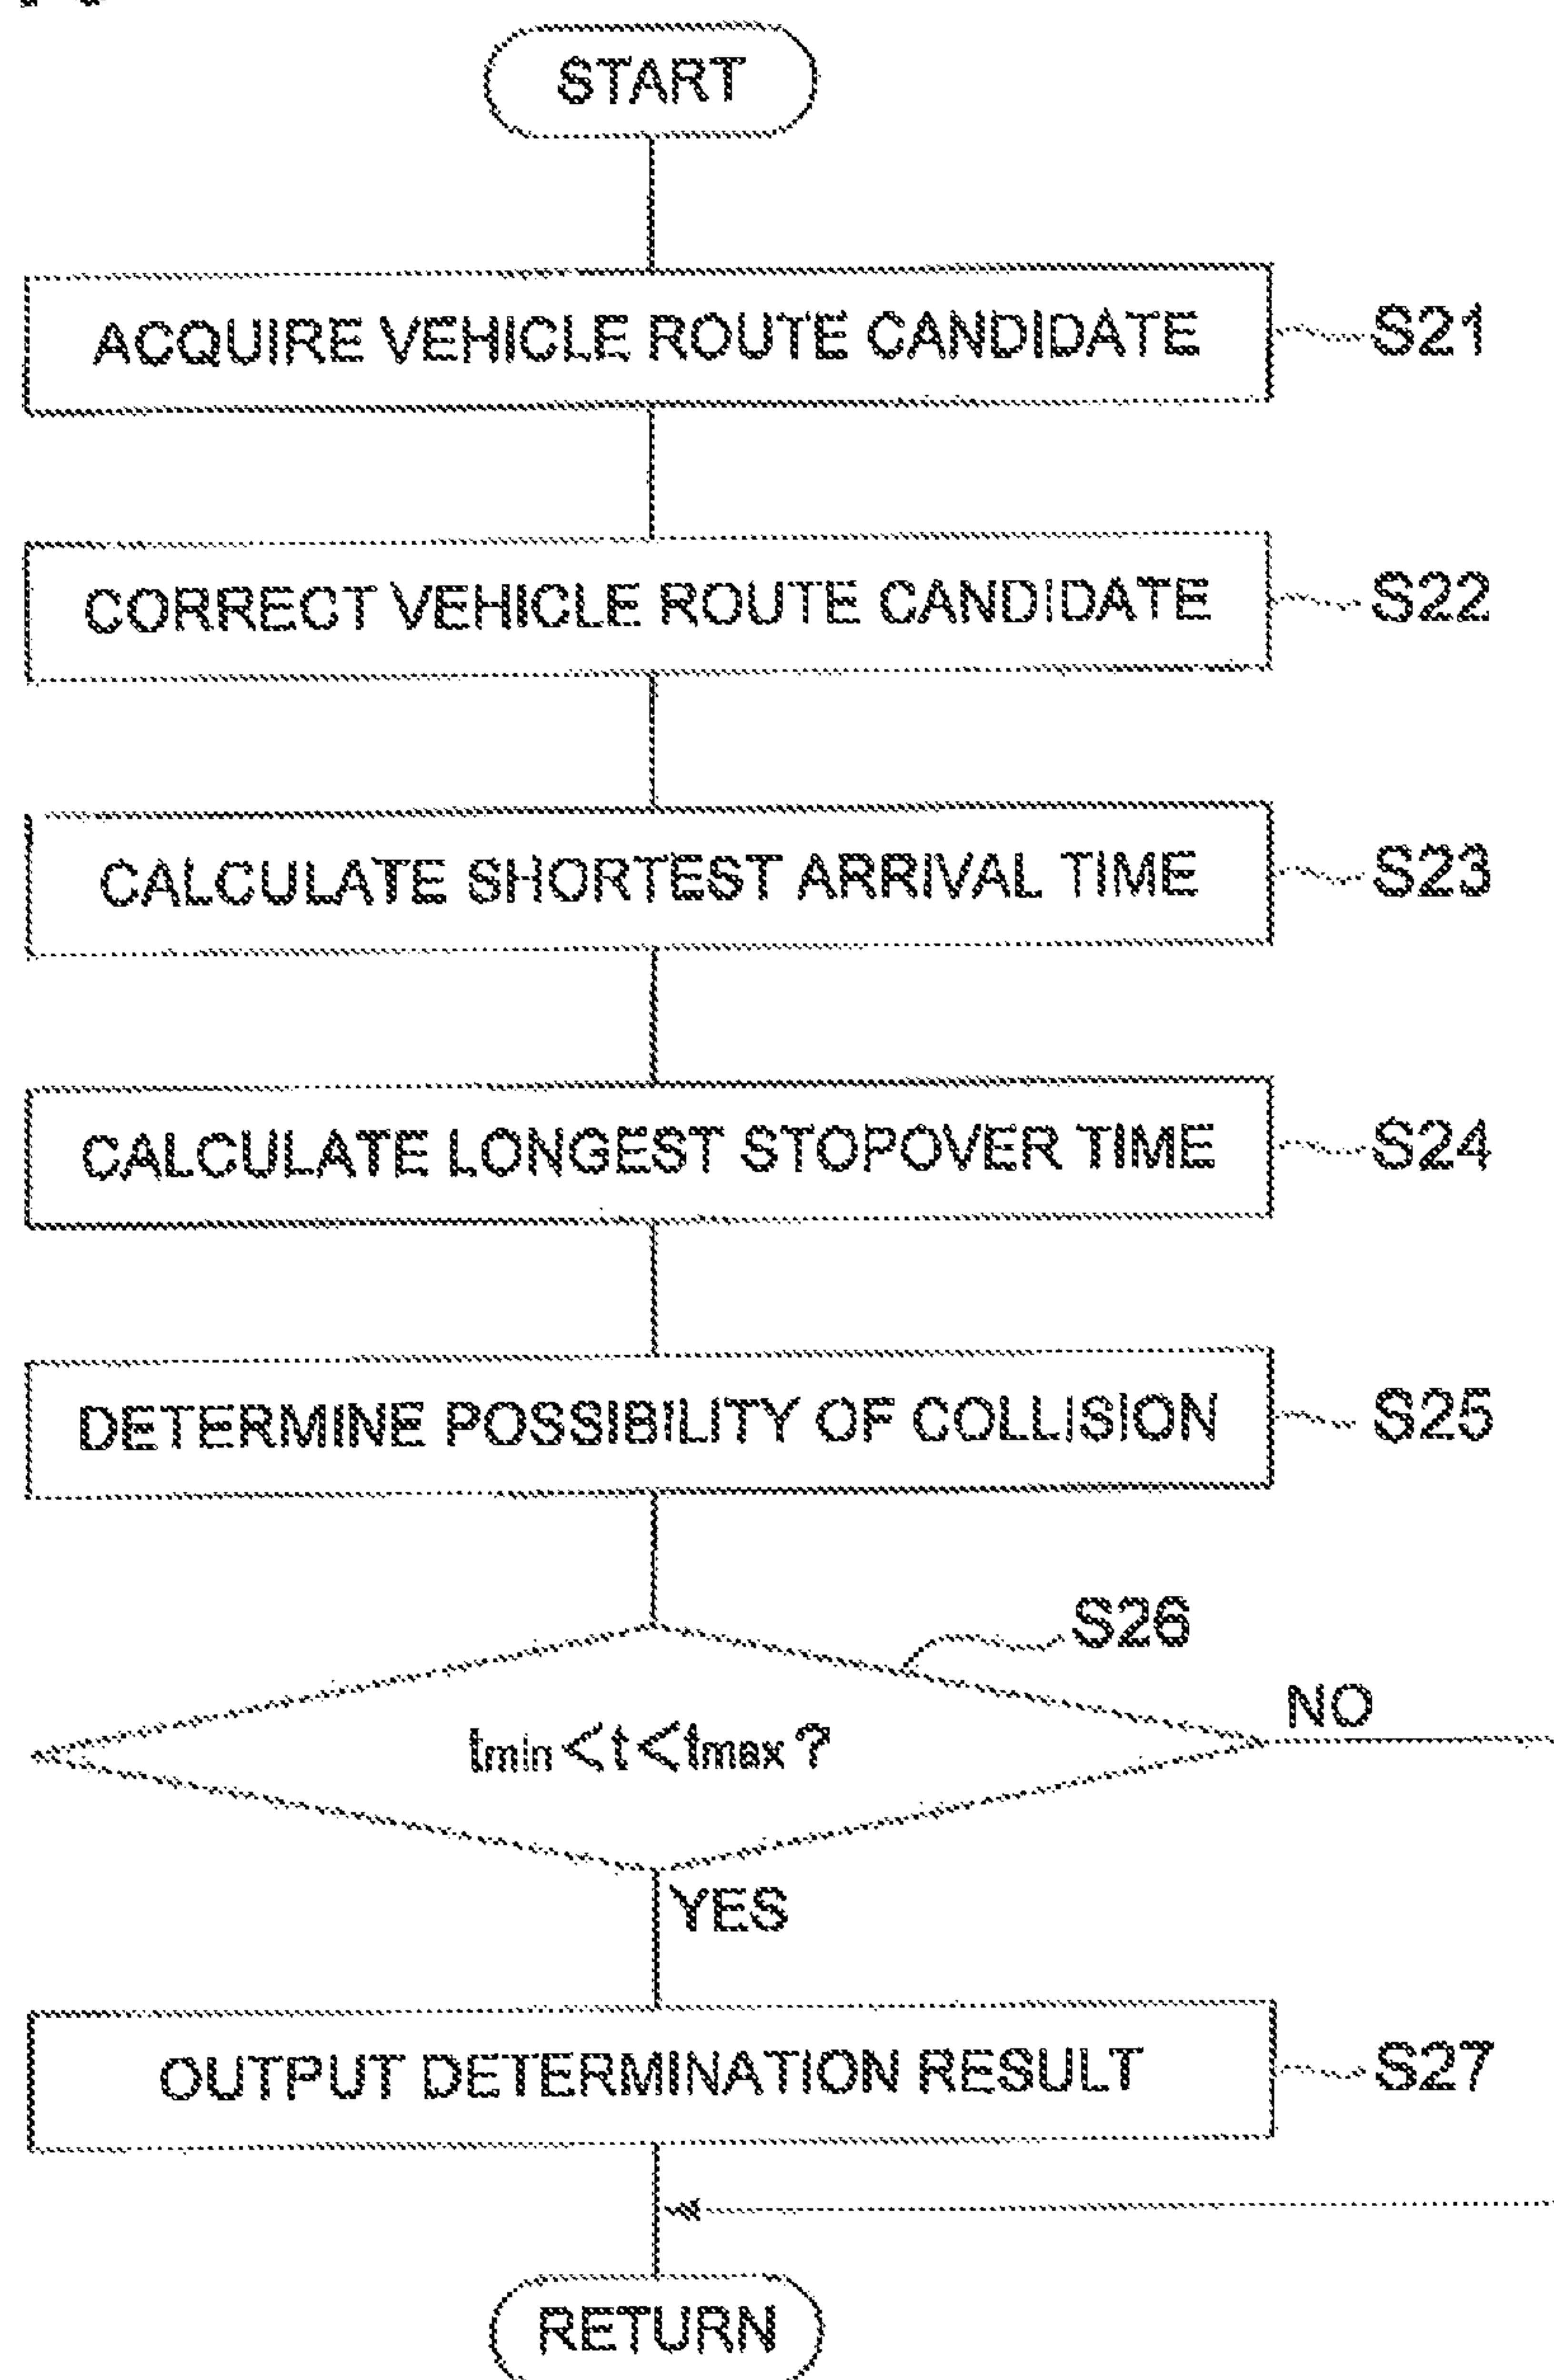 START
ACQUIRE VEHICLE ROUTE CANDIDATE
S21
CORRECT VEHICLE ROUTE CANDIDATE
S22
CALCULATE SHORTEST ARRIVAL TIME
S23
CALCULATE LONGEST STOPOVER TIME
S24
DETERMINE POSSIBILITY OF COLLISION
S25
S26
tmin<t<tmax?
NO
YES
OUTPUT DETERMINATION RESULT
S27
RETURN